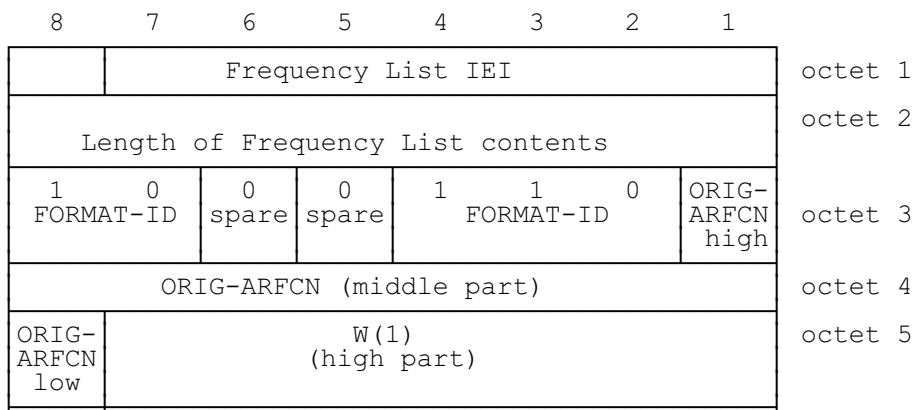 8 7 6 5 4 3 2 1
Frequency List IEI octet 1
octet 2
Length of Frequency List contents
1 0 0 0 1 1 0 ORIG-
FORMAT-ID spare spare FORMAT-ID ARFCN octet 3
high
ORIG-ARFCN (middle part) octet 4
ORIG- W(1) octet 5
ARFCN (high part)
low